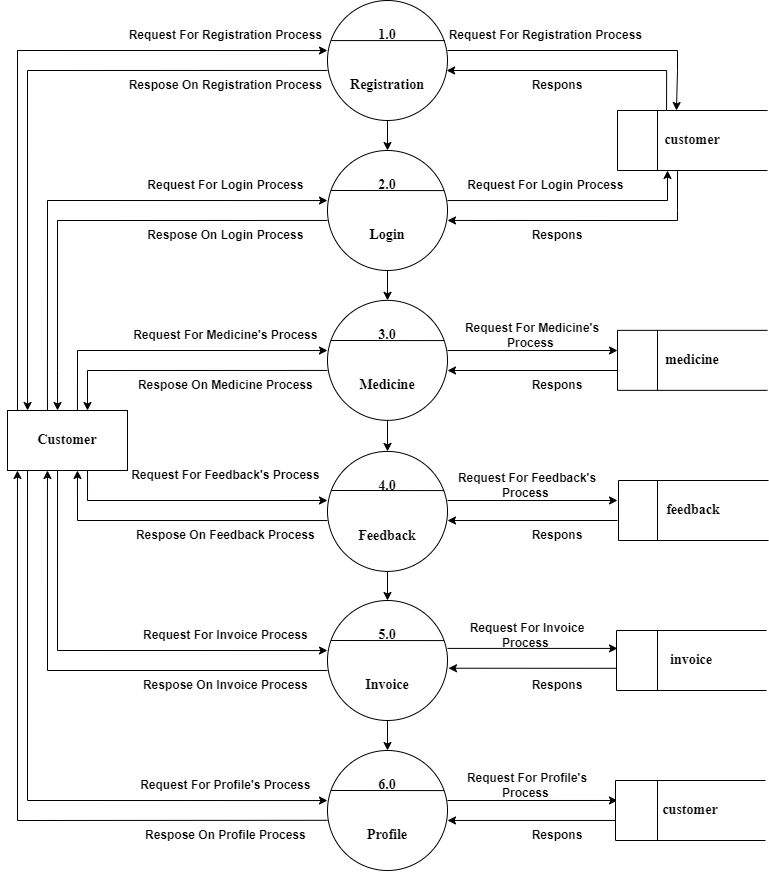 Request For Registration Process
1.0
Request For Registration Process
Respose On Registration Process
Registration
Respons
customer
Request For Login Process
2.0
Request For Login Process
Respose On Login Process
Login
Respons
Request For Medicine's Process
3.0
Request For Medicine's
Process
medicine
Respose On Medicine Process
Medicine
Respons
Customer
Request For Feedback's Process
4.0
Request For Feedback's
Process
feedback
Respose On Feedback Process
Feedback
Respons
Request For Invoice Process
5.0
Request For Invoice
Process
invoice
Respose On Invoice Process
Invoice
Respons
Request For Profile's Process
6.0
Request For Profile's
Process
customer
Respose On Profile Process
Profile
Respons